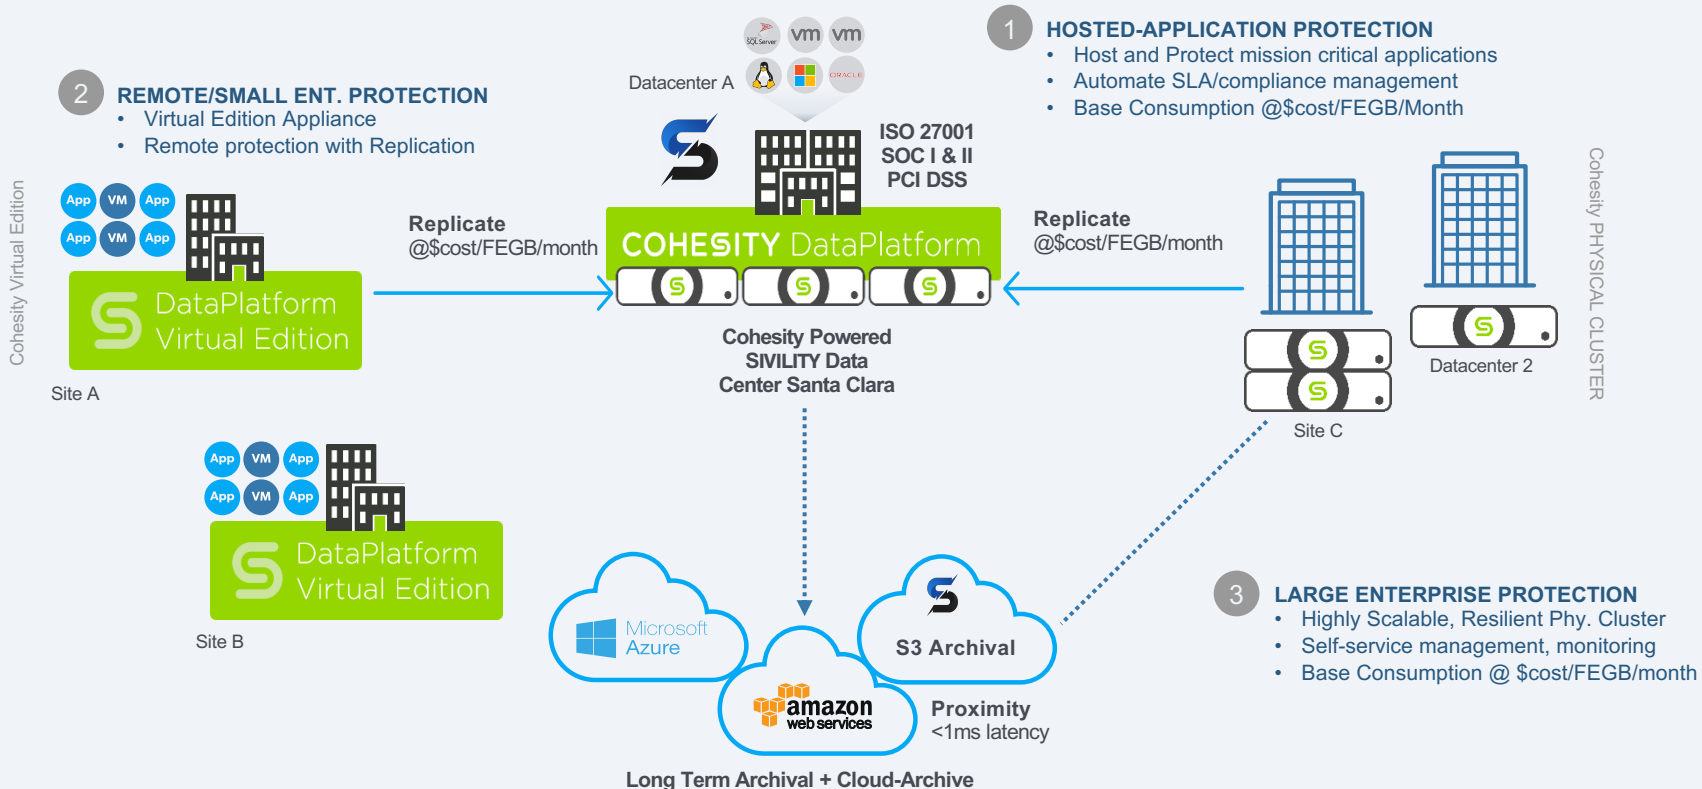 1
HOSTED-APPLICATION PROTECTION
• Host and Protect mission critical applications
• Automate SLA/compliance management
• Base Consumption @$cost/FEGB/Month
2
REMOTE/SMALL ENT. PROTECTION
• Virtual Edition Appliance
• Remote protection with Replication
Datacenter A
SQL Server
vm
vm
ORACLE
ISO 27001
SOC I & II
PCI DSS
Cohesity Virtual Edition
App
VM
App
App
VM
App
DataPlatform
Virtual Edition
Site A
Replicate
@$cost/FEGB/month
COHESITY DataPlatform
Replicate
@$cost/FEGB/month
Cohesity Powered
SIVILITY Data
Center Santa Clara
Site C
Datacenter 2
Cohesity PHYSICAL CLUSTER
App
VM
App
App
VM
App
DataPlatform
Virtual Edition
Site B
Microsoft
Azure
amazon
web services
S3 Archival
Proximity
<1ms latency
Long Term Archival + Cloud-Archive
3
LARGE ENTERPRISE PROTECTION
• Highly Scalable, Resilient Phy. Cluster
• Self-service management, monitoring
• Base Consumption @ $cost/FEGB/month